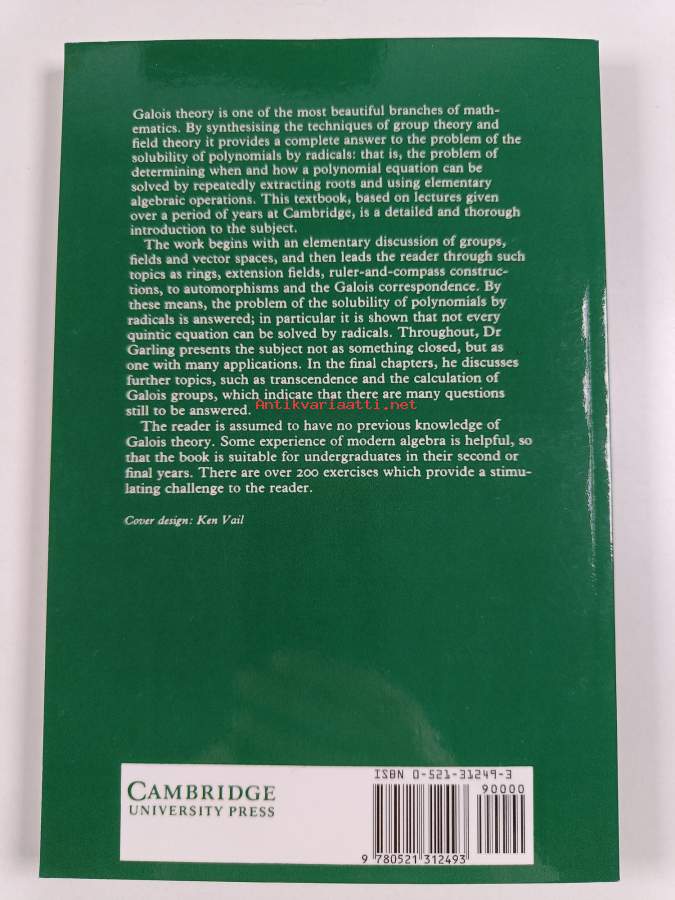 Galois theory is one of the most beautiful branches of math-
ematics. By synthesising the techniques of group theory and
field theory it provides a complete answer to the problem of the
solubility of polynomials by radicals: that is, the problem of
determining when and how a polynomial equation can be
solved by repeatedly extracting roots and using elementary
algebraic operations. This textbook, based on lectures given
over a period of years at Cambridge, is a detailed and thorough
introduction to the subject.
The work begins with an elementary discussion of groups,
fields and vector spaces, and then leads the reader through such
topics as rings, extension fields, ruler-and-compass construc-
tions, to automorphisms and the Galois correspondence. By
these means, the problem of the solubility of polynomials by
radicals is answered; in particular it is shown that not every
quintic equation can be solved by radicals. Throughout, Dr
Garling presents the subject not as something closed, but as
one with many applications. In the final chapters, he discusses
further topics, such as transcendence and the calculation of
Galois groups, which indicate that there are many questions
still to be answered.
Antikvariaatti.net
The reader is assumed to have no previous knowledge of
Galois theory. Some experience of modern algebra is helpful, so
that the book is suitable for undergraduates in their second or
final years. There are over 200 exercises which provide a stimu-
lating challenge to the reader.
Cover design: Ken Vail
CAMBRIDGE
UNIVERSITY PRESS
ISBN 0-521-31249-3
90000
9 780521 312493